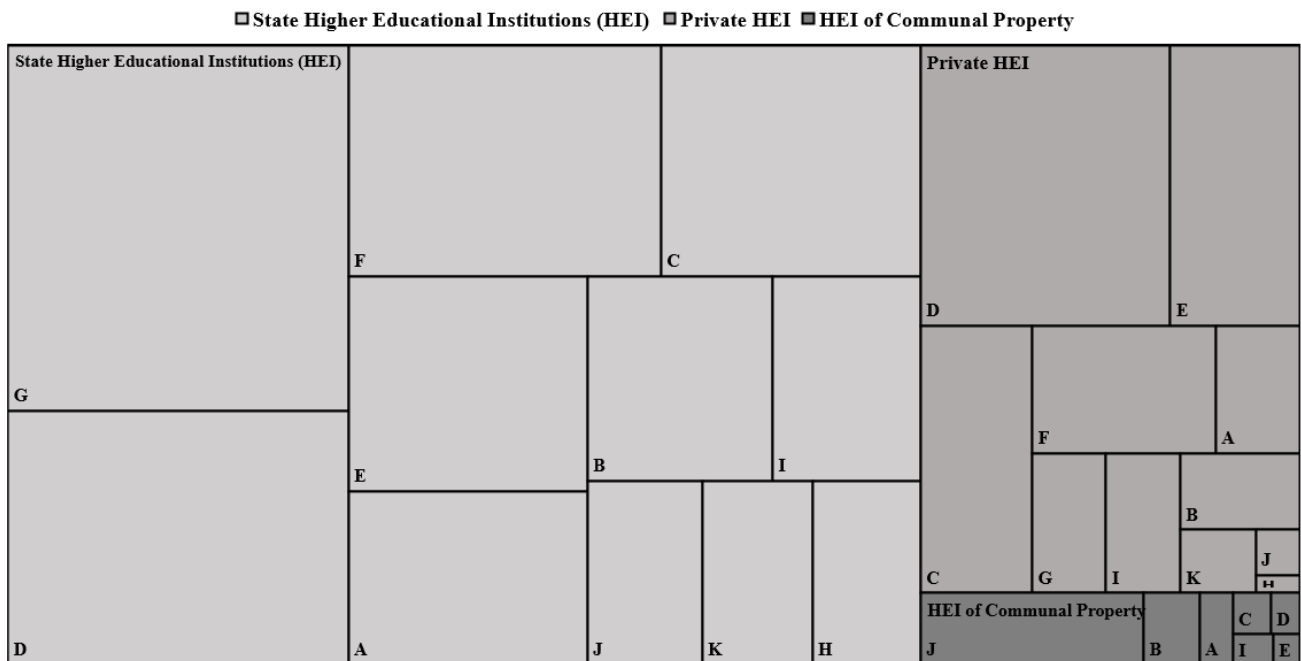 State Higher Educational Institutions (HEI) Private HEI HEI of Communal Property
State Higher Educational Institutions (HEI)
G
D
F
C
E
B
I
A
J
K
H
Private HEI
D
E
C
F
A
G
I
B
K
J
H
HEI of Communal Property
J
B
A
C
D
I
E